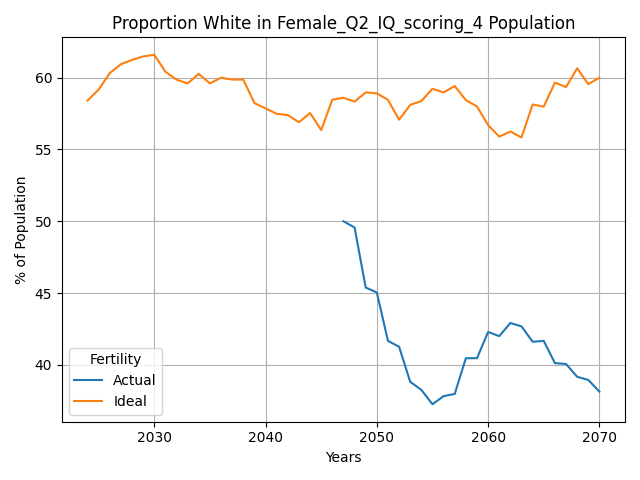 Proportion White in Female_Q2_IQ_scoring_4 Population
% of Population
60
55
50
45
40
Fertility
Actual
Ideal
2030
2040
2050
2060
2070
Years